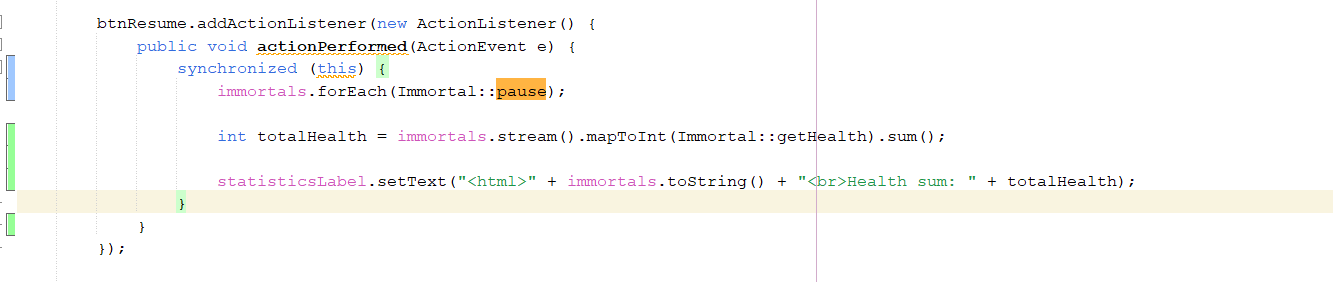 btnResume.addActionListener(new ActionListener() {
public void actionPerformed(ActionEvent e) {
synchronized (this) {
immortals.forEach(Immortal::pause);
int totalHealth = immortals.stream().mapToInt(Immortal::getHealth).sum();
statisticsLabel.setText("<html>" + immortals.toString() + "<br>Health sum: " + totalHealth);
}
}
});